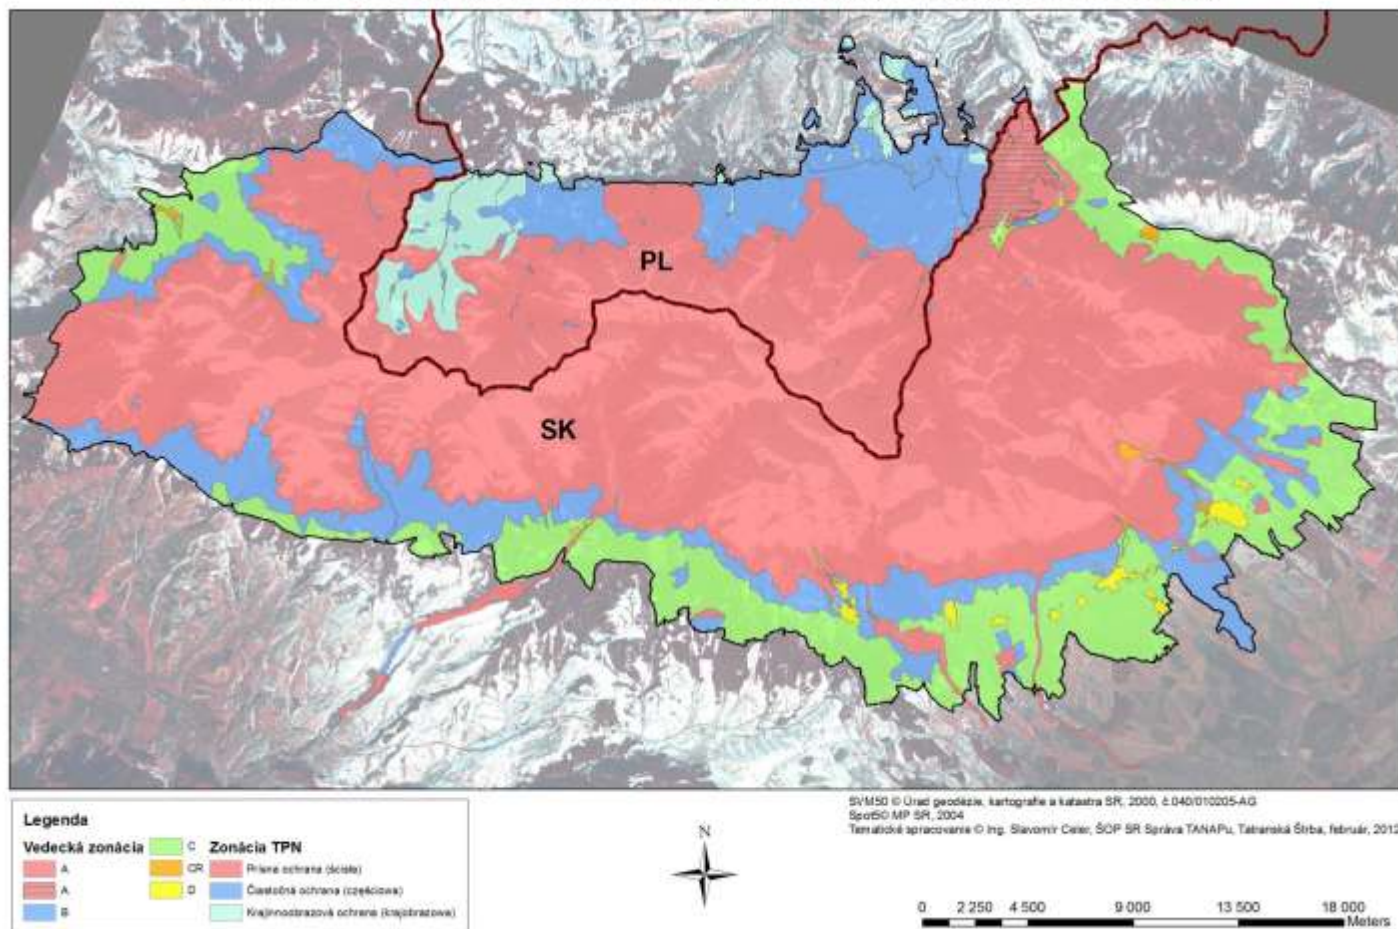 PL
SK
Legenda
Vedecká zonácia
A
A
B
C
CR
D
Zonácia TPN
Prísna ochrana (ścisła)
Čiastočná ochrana (częściowa)
Krajinnoobrazová ochrana (krajobrazowa)
N
SVM50 © Úrad geodézie, kartografie a katastra SR, 2000, č.040/010205-AG
Spot5© MP SR, 2004
Tematické spracovanie © Ing. Slavomír Celer, ŠOP SR Správa TANAPu, Tatranská Štrba, február, 2012
0 2 250 4 500 9 000 13 500 18 000
Meters